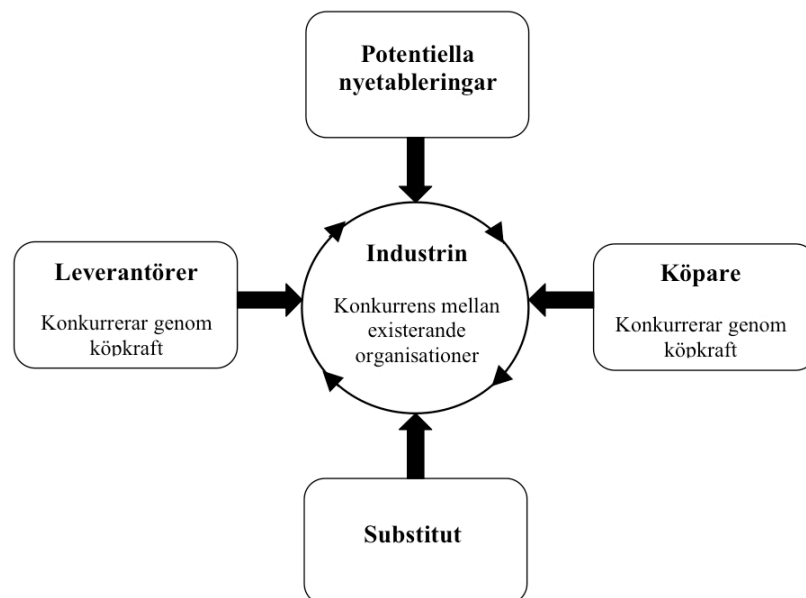 Potentiella
nyetableringar
Leverantörer
Konkurrerar genom
köpkraft
Industrin
Konkurrens mellan
existerande
organisationer
Köpare
Konkurrerar genom
köpkraft
Substitut